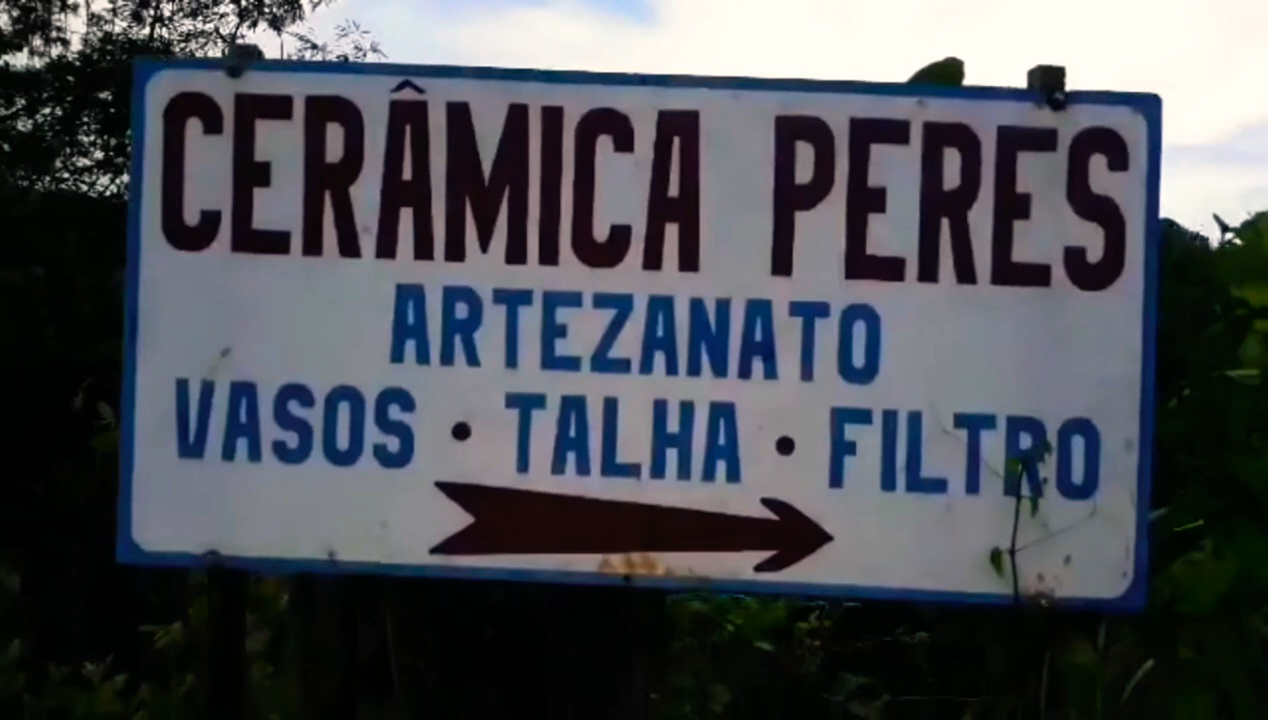 CERÂMICA PERES
ARTEZANATO
VASOS • TALHA • FILTRO